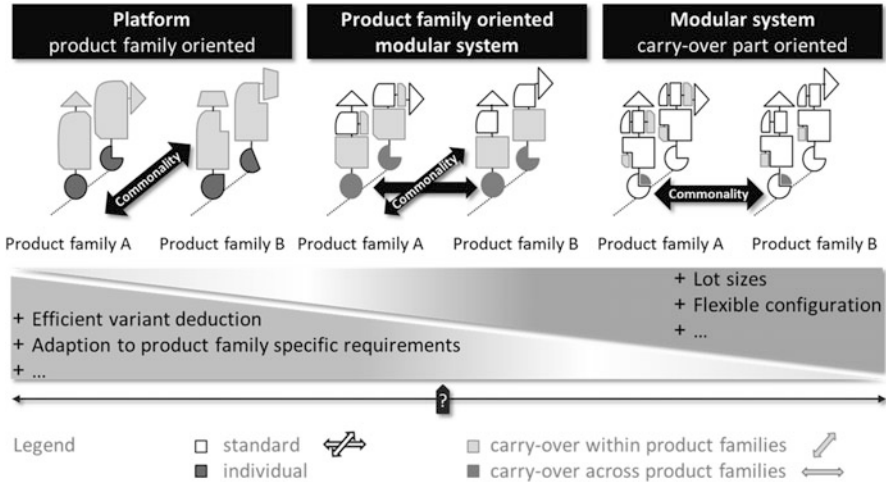 Platform
product family oriented
Product family oriented
modular system
Modular system
carry-over part oriented
Commonality
Commonality
Commonality
Product family A
Product family B
Product family A
Product family B
Product family A
Product family B
+ Lot sizes
+ Flexible configuration
+ ...
+ Efficient variant deduction
+ Adaption to product family specific requirements
+ ...
?
Legend
standard
individual
carry-over within product families
carry-over across product families